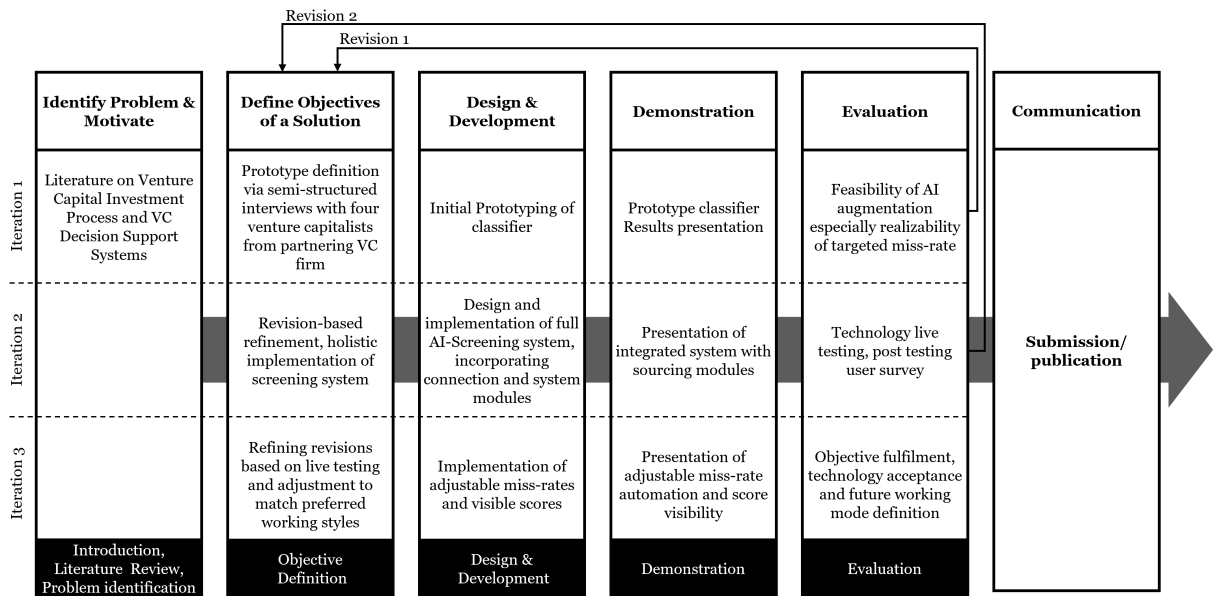 Revision 2
Revision 1
Identify Problem &
Motivate
Define Objectives
of a Solution
Design &
Development
Demonstration
Evaluation
Communication
Iteration 1
Literature on Venture
Capital Investment
Process and VC
Decision Support
Systems
Prototype definition
via semi-structured
interviews with four
venture capitalists
from partnering VC
firm
Initial Prototyping of
classifier
Prototype classifier
Results presentation
Feasibility of AI
augmentation
especially realizability
of targeted miss-rate
Iteration 2
Revision-based
refinement, holistic
implementation of
screening system
Design and
implementation of full
AI-Screening system,
incorporating
connection and system
modules
Presentation of
integrated system with
sourcing modules
Technology live
testing, post testing
user survey
Submission/
publication
Iteration 3
Refining revisions
based on live testing
and adjustment to
match preferred
working styles
Implementation of
adjustable miss-rates
and visible scores
Presentation of
adjustable miss-rate
automation and score
visibility
Objective fulfilment,
technology acceptance
and future working
mode definition
Introduction,
Literature Review,
Problem identification
Objective
Definition
Design &
Development
Demonstration
Evaluation